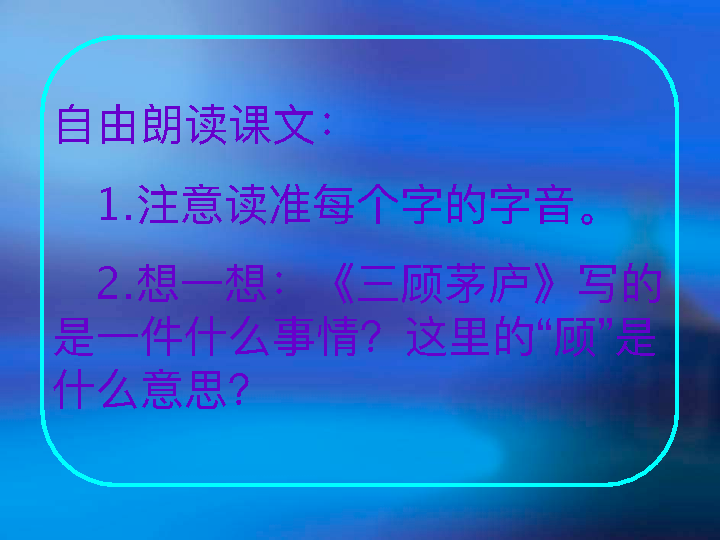 自由朗读课文：
1.注意读准每个字的字音。
2.想一想：《三顾茅庐》写的
是一件什么事情？这里的“顾”是
什么意思？